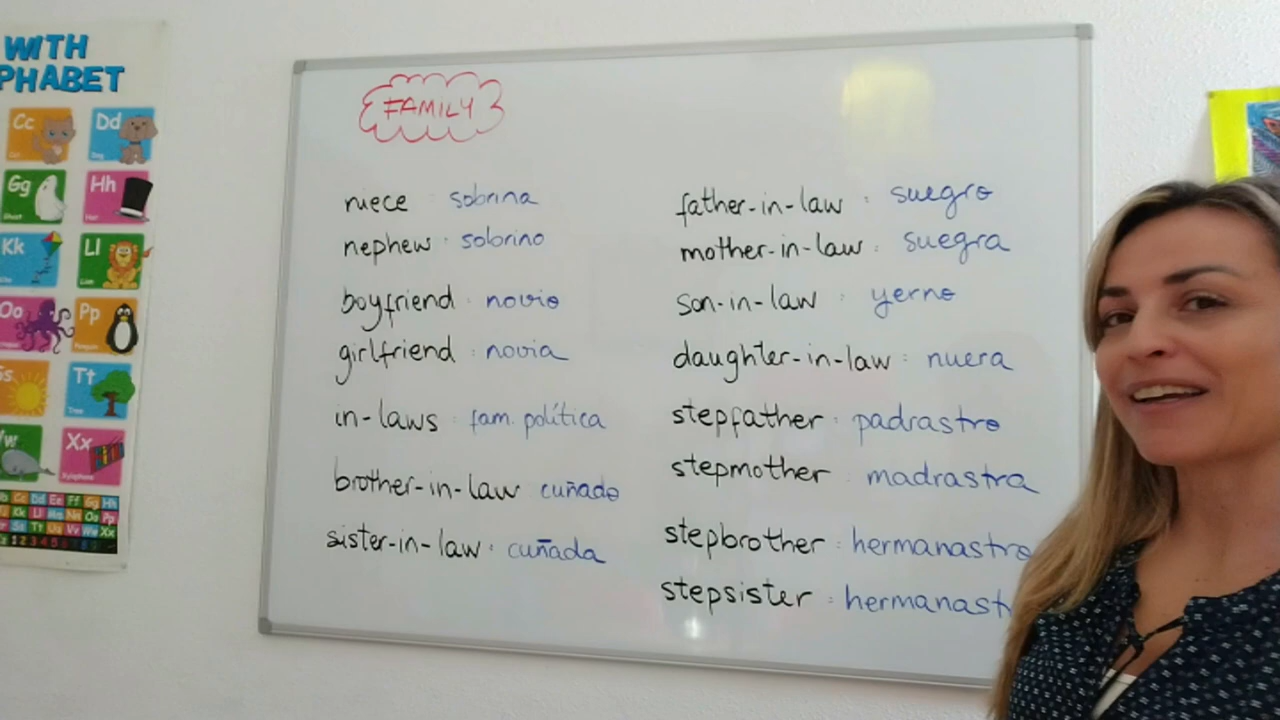 WITH
PHABET
Cc
Dd
Gg
Hh
Kk
Ll
Oo
Pp
Tt
Xx
FAMILY
niece : sobrina
nephew : sobrino
boyfriend : novio
girlfriend : novia
in-laws : fam. política
brother-in-law cuñado
sister-in-law : cuñada
father-in-law : suegro
mother-in-law : suegra
son-in-law : yerno
daughter-in-law : nuera
stepfather : padrastro
stepmother madrastra
stepbrother : hermanastro
stepsister : hermanast